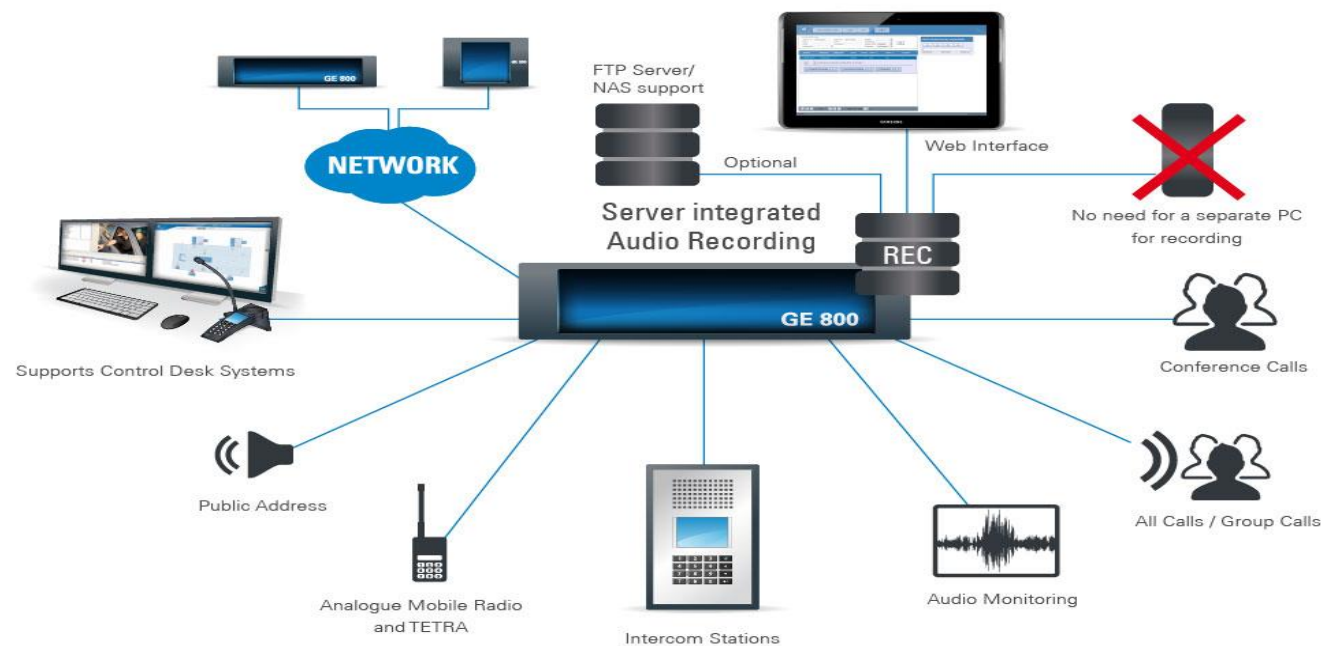 GE 800
FTP Server/
NAS support
NETWORK
Optional
Web Interface
SAMSUNG
No need for a separate PC
for recording
Server integrated
Audio Recording
REC
GE 800
Supports Control Desk Systems
Conference Calls
Public Address
All Calls / Group Calls
Analogue Mobile Radio
and TETRA
Intercom Stations
Audio Monitoring